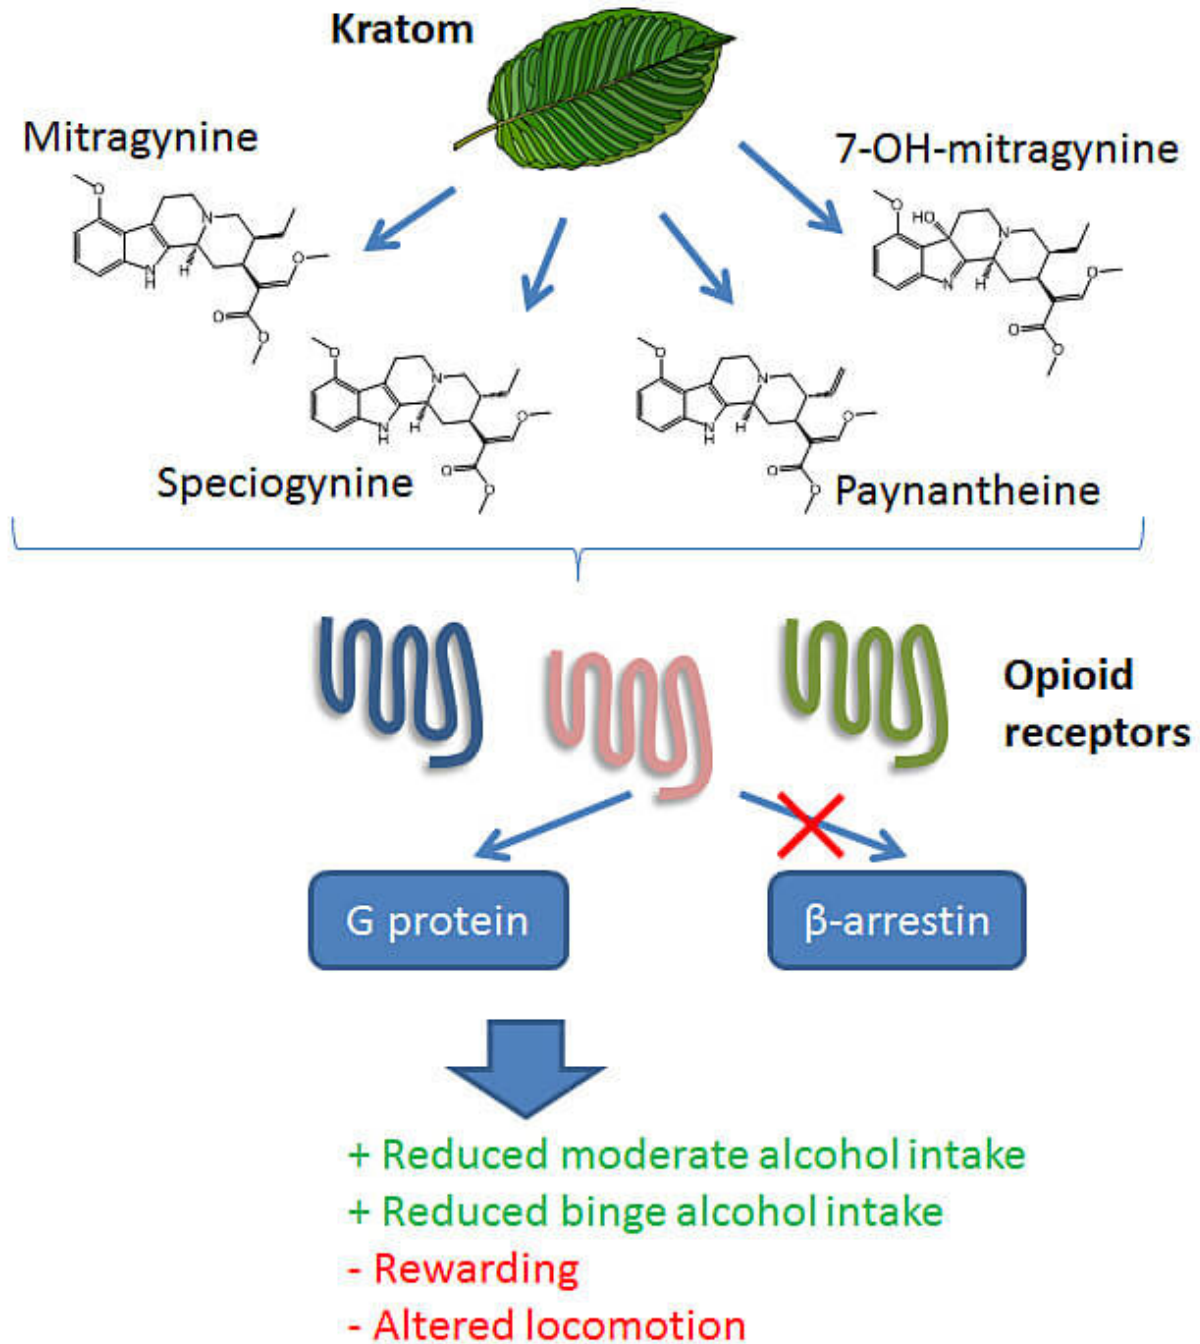 Kratom
Mitragynine
7-OH-mitragynine
O
N
N
H
H
O
O
O
O
HO
N
N
H
O
O
O
O
N
N
H
H
O
O
O
O
N
N
H
H
O
O
O
Speciogynine
Paynantheine
Opioid
receptors
G protein
β-arrestin
+ Reduced moderate alcohol intake
+ Reduced binge alcohol intake
- Rewarding
- Altered locomotion